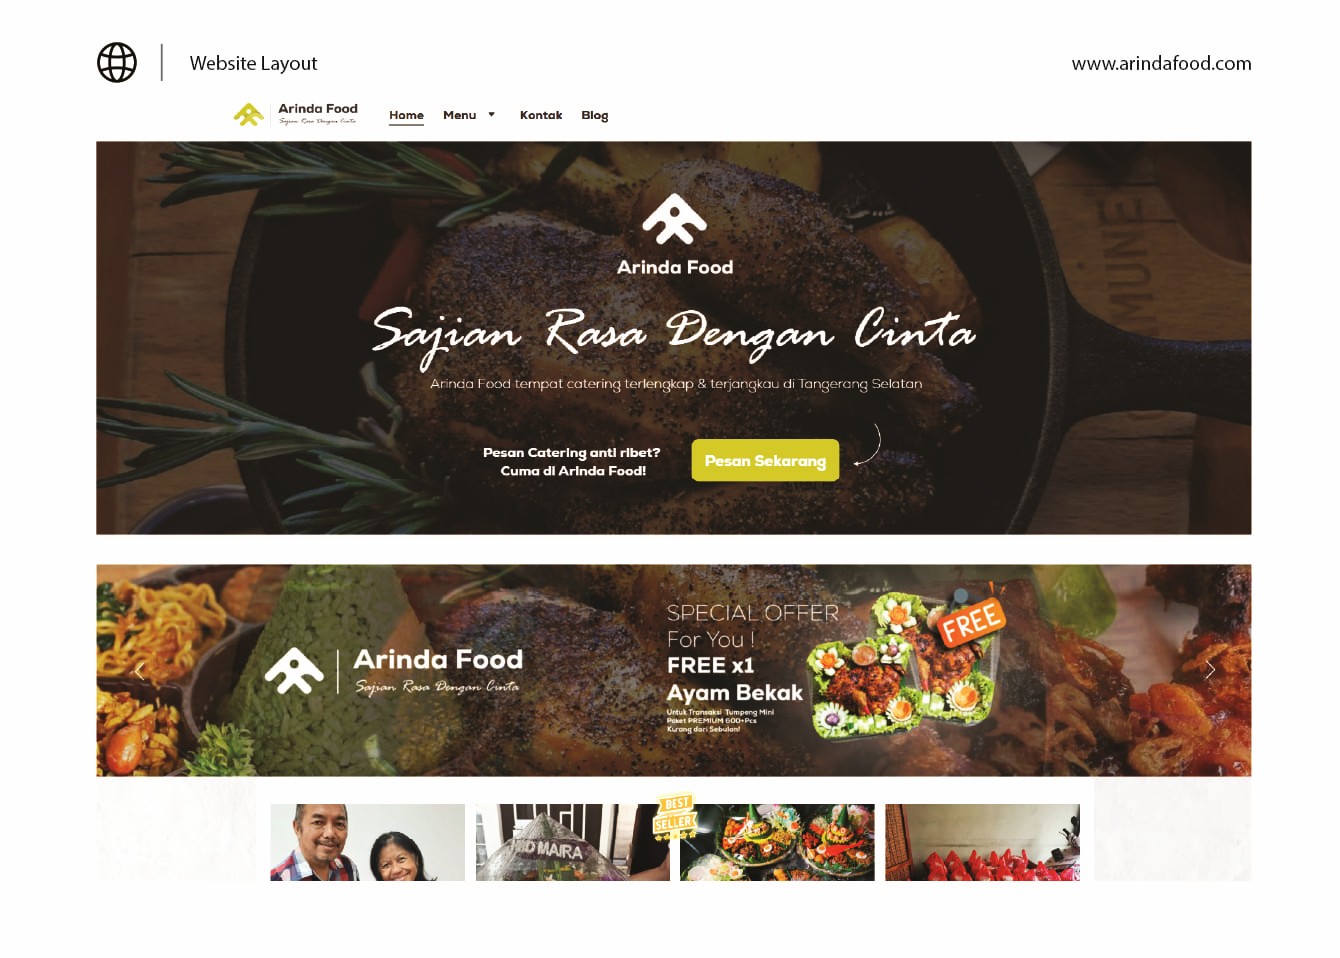 Website Layout
www.arindafood.com
Arinda Food
Sajian Rasa Dengan Cinta
Home Menu Kontak Blog
MUNE
Arinda Food
Sajian Rasa Dengan Cinta
Arinda Food tempat catering terlengkap & terjangkau di Tangerang Selatan
Pesan Catering anti ribet?
Cuma di Arinda Food!
Pesan Sekarang
Arinda Food
Sajian Rasa Dengan Cinta
SPECIAL OFFER
For You !
FREE x1
Ayam Bekak
Untuk Transaksi Tumpeng Mini
Paket PREMIUM 600+Pcs
Kurang dari Sebulan!
FREE
BEST
SELLER
MAIRA